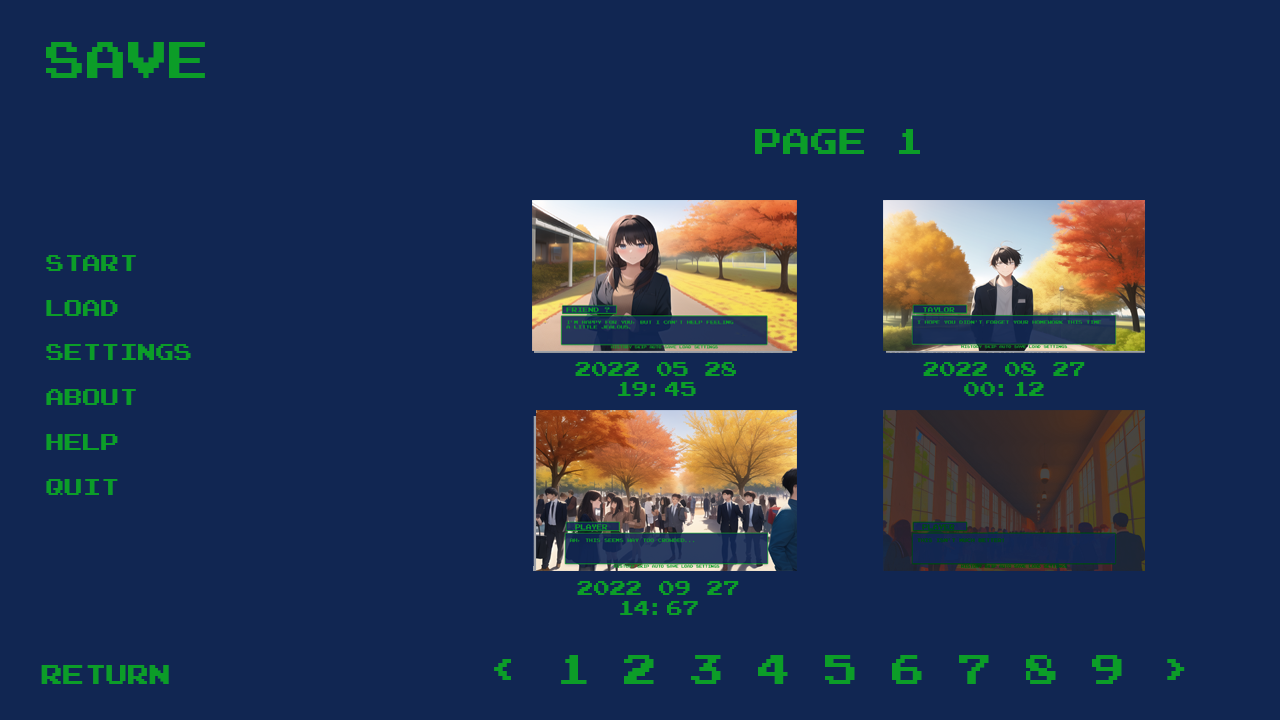 SAVE
PAGE 1
START
LOAD
SETTINGS
ABOUT
HELP
QUIT
FRIEND ?
I'M HAPPY FOR YOU, BUT I CAN'T HELP FEELING
A LITTLE JEALOUS.
HISTORY SKIP AUTO SAVE LOAD SETTINGS
2022 05 28
19:45
TAYLOR
I HOPE YOU DIDN'T FORGET YOUR HOMEWORK THIS TIME.
HISTORY SKIP AUTO SAVE LOAD SETTINGS
2022 08 27
00:12
PLAYER
THIS SEEMS WAY TOO CROWDED...
HISTORY SKIP AUTO SAVE LOAD SETTINGS
2022 09 27
14:67
RETURN
< 1 2 3 4 5 6 7 8 9 >